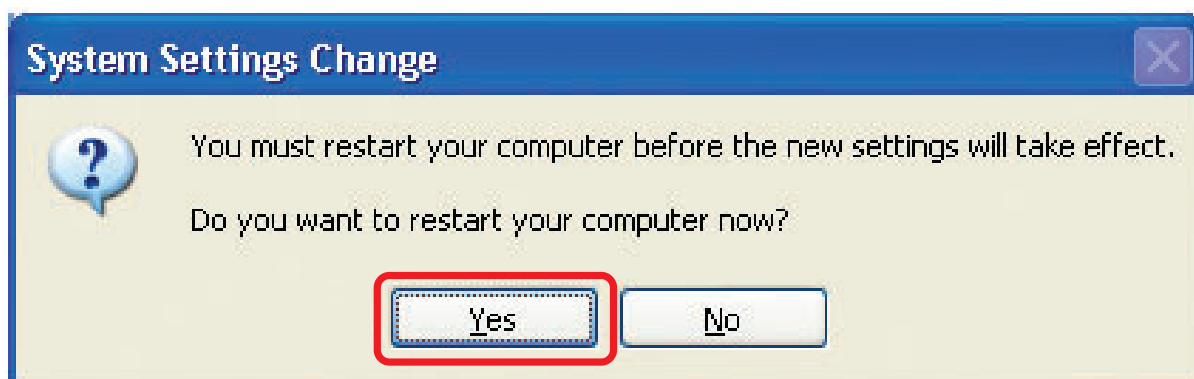 System Settings Change
You must restart your computer before the new settings will take effect.
Do you want to restart your computer now?
Yes
No